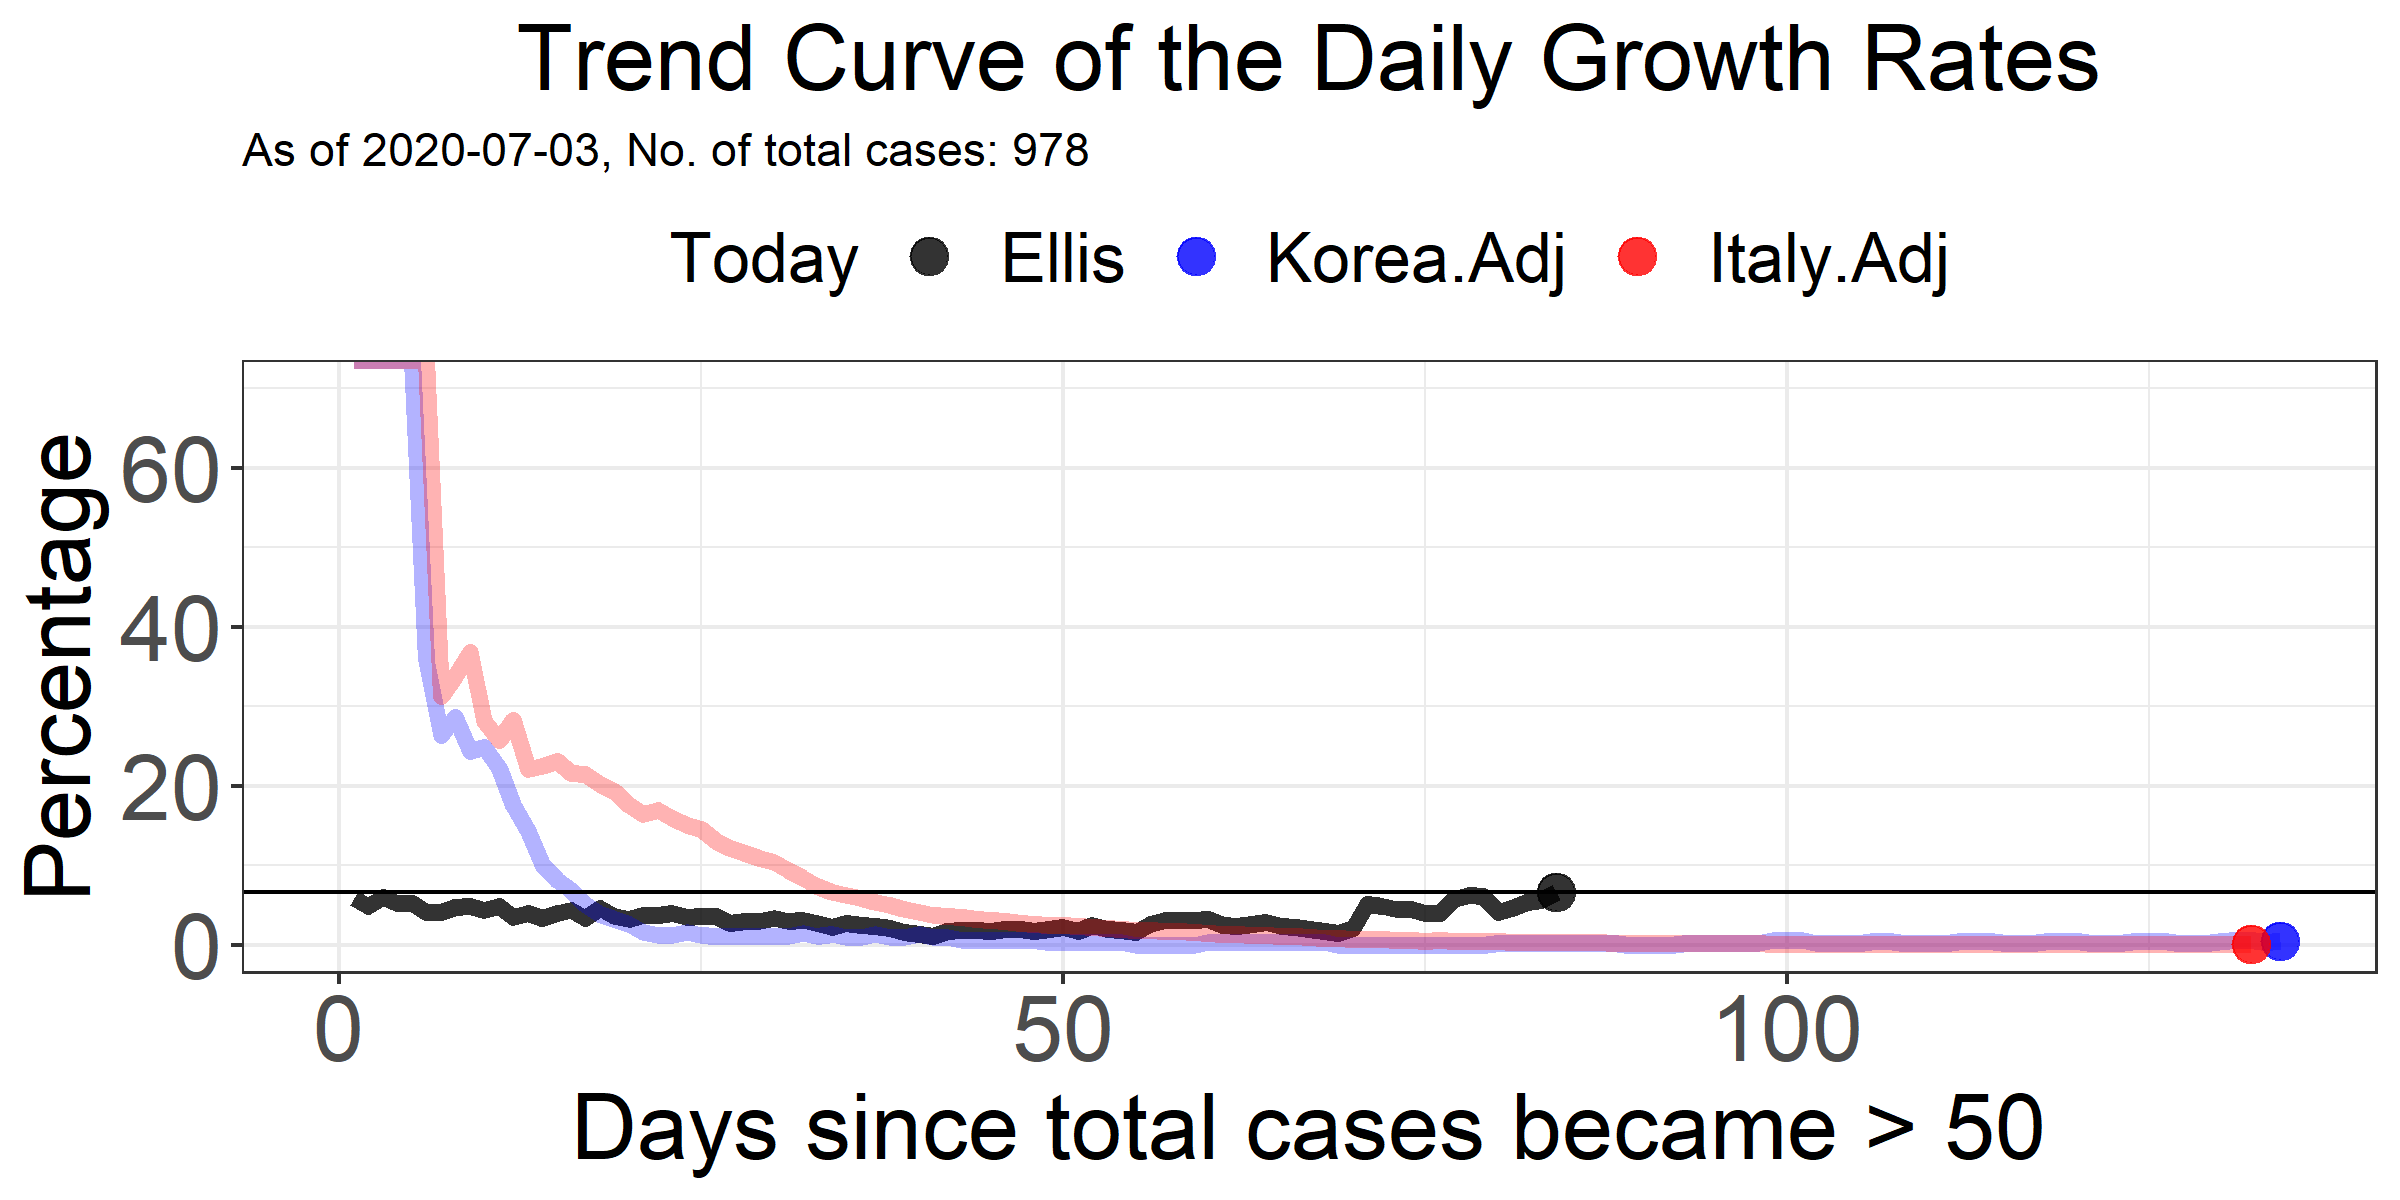 Trend Curve of the Daily Growth Rates
As of 2020-07-03, No. of total cases: 978
Today Ellis Korea.Adj Italy.Adj
Percentage
60
40
20
0
0 50 100
Days since total cases became > 50